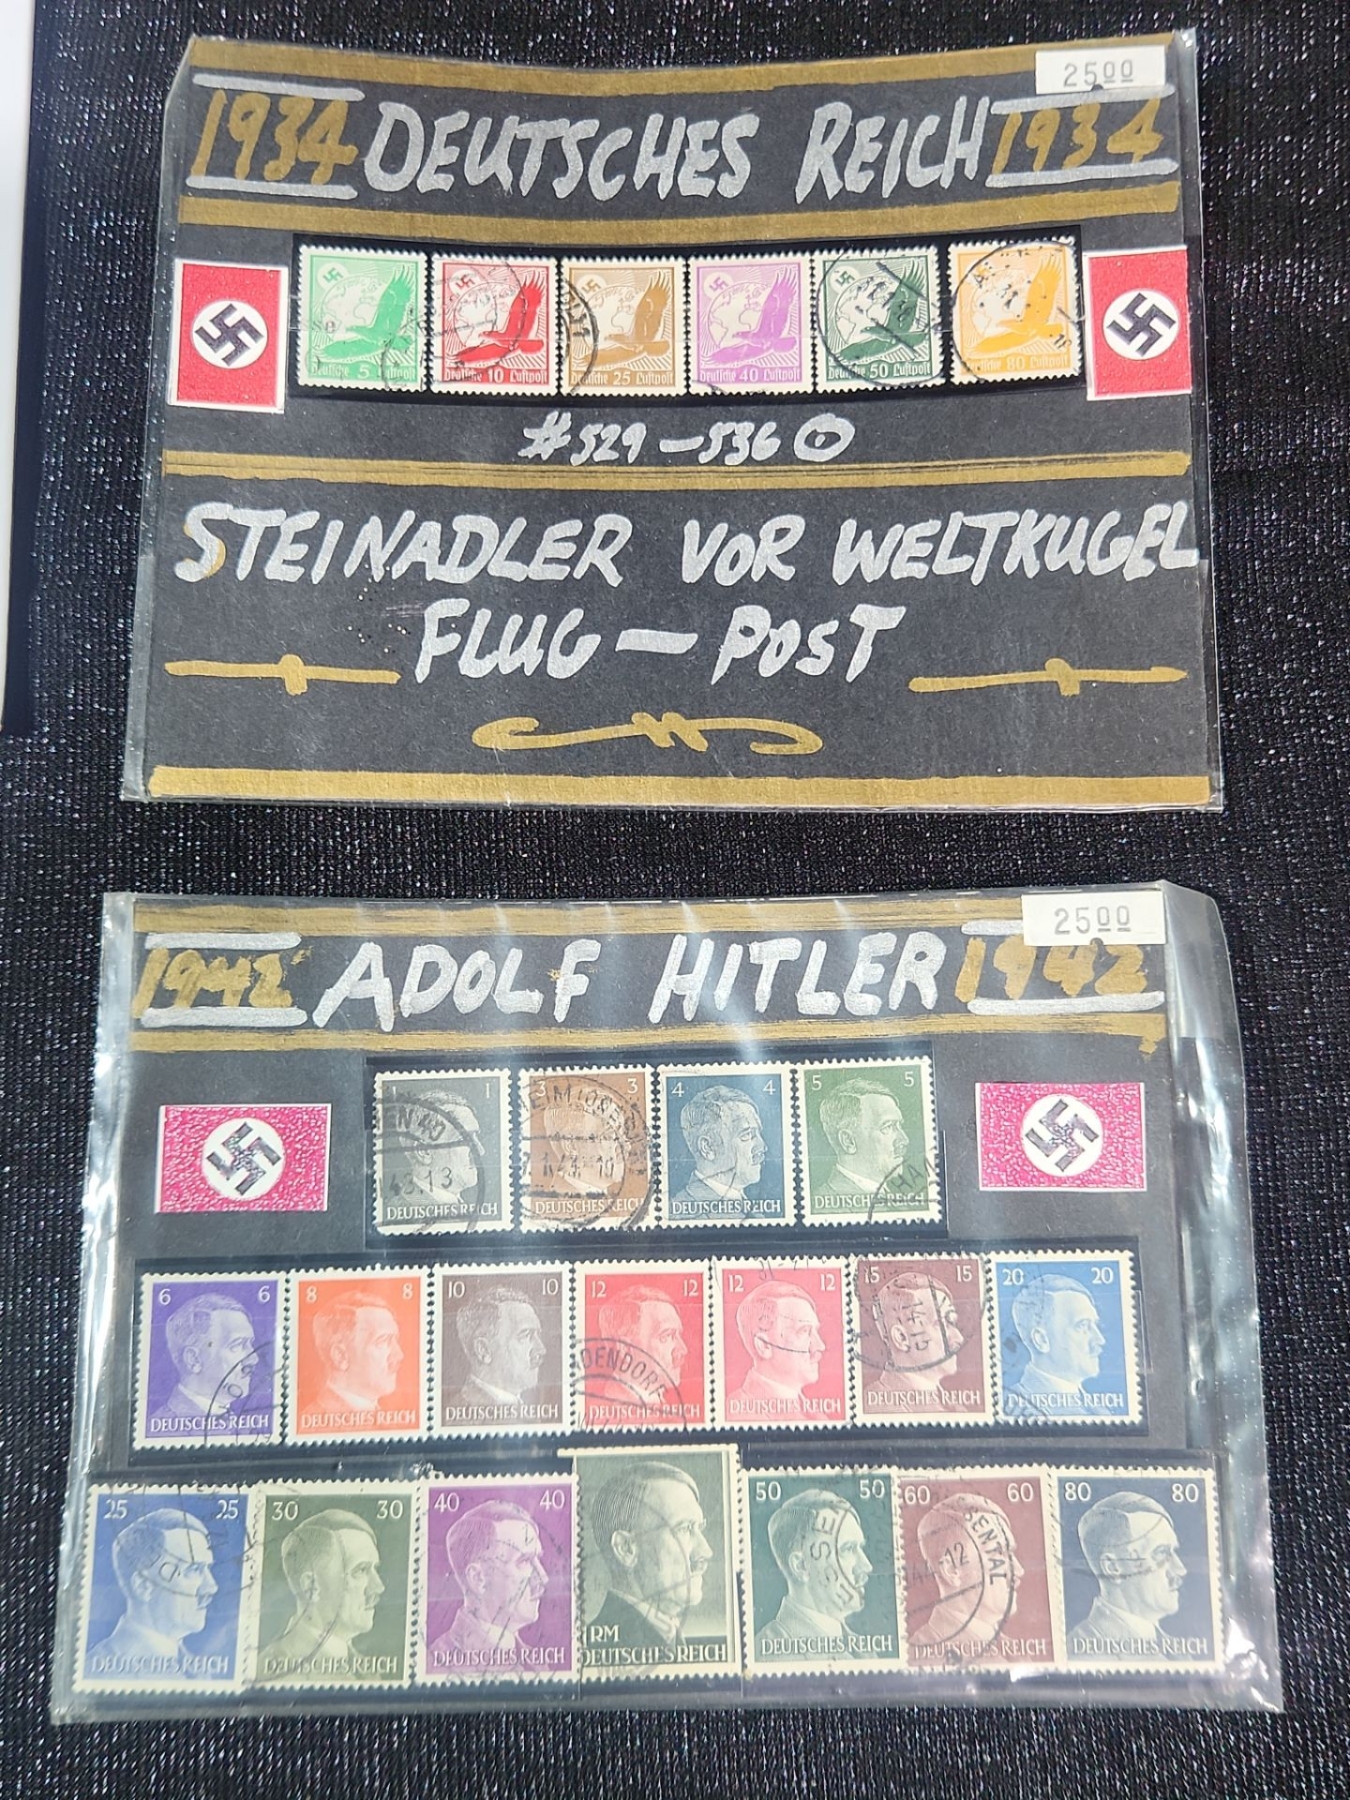 25 00
1934 DEUTSCHES REICH 1934
Deutsche 5 Luftpost
Deutsche 10 Luftpost
Deutsche 25 Luftpost
Deutsche 40 Luftpost
Deutsche 50 Luftpost
Deutsche 80 Luftpost
#529-536
STEINADLER VOR WELTKUGEL
FLUG - POST
25 00
1942 ADOLF HITLER 1942
1 1
DEUTSCHES REICH
3 3
DEUTSCHES REICH
4 4
DEUTSCHES REICH
5 5
DEUTSCHES REICH
6 6
DEUTSCHES REICH
8 8
DEUTSCHES REICH
10 10
DEUTSCHES REICH
12 12
DEUTSCHES REICH
DENDORF
12 12
DEUTSCHES REICH
15 15
DEUTSCHES REICH
20 20
DEUTSCHES REICH
25 25
DEUTSCHES REICH
30 30
DEUTSCHES REICH
40 40
DEUTSCHES REICH
1RM
DEUTSCHES REICH
50 50
DEUTSCHES REICH
60 60
DEUTSCHES REICH
80 80
DEUTSCHES REICH